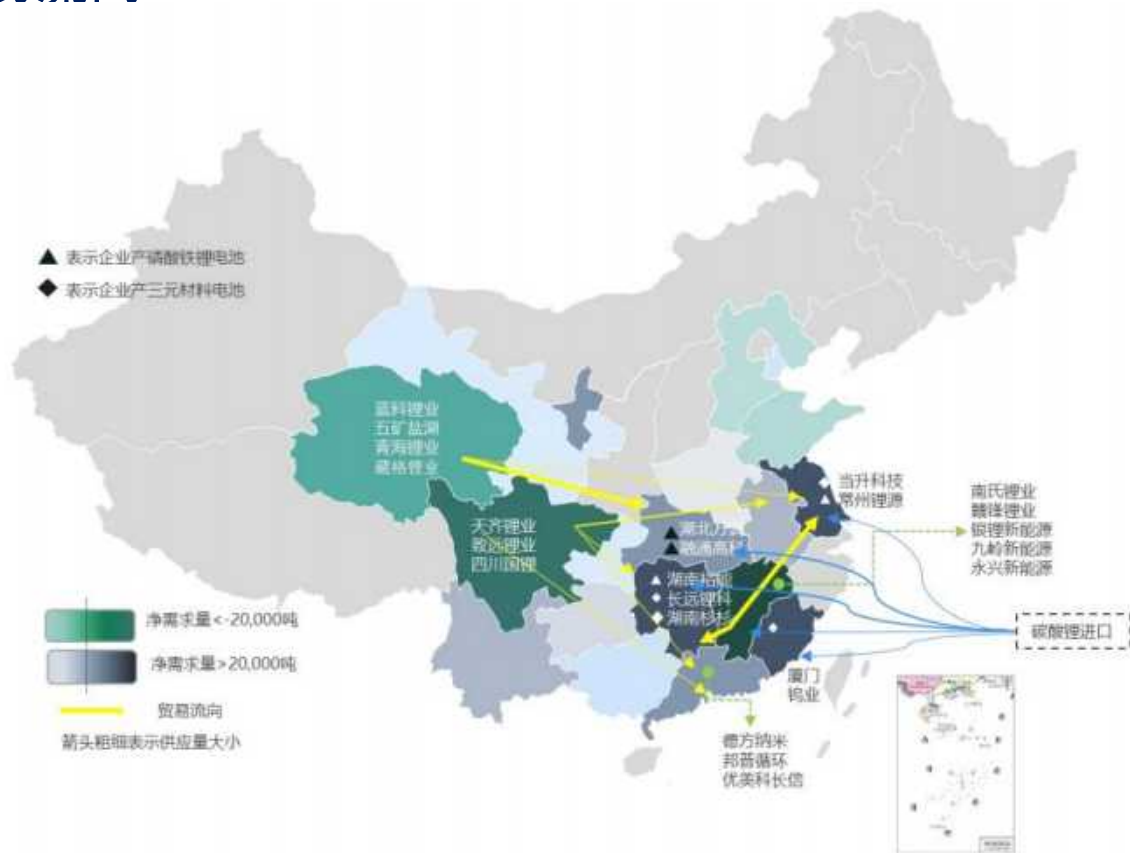 ▲ 表示企业产磷酸铁锂电池
◆ 表示企业产三元材料电池
蓝科锂业
五矿盐湖
青海锂业
藏格锂业
天齐锂业
致远锂业
四川国锂
湖北万
融通高科
湖南裕能
长远锂科
湖南杉杉
当升科技
常州锂源
南氏锂业
赣锋锂业
银锂新能源
九岭新能源
永兴新能源
碳酸锂进口
厦门
钨业
德方纳米
邦普循环
优美科长信
净需求量<-20,000吨
净需求量>20,000吨
贸易流向
箭头粗细表示供应量大小